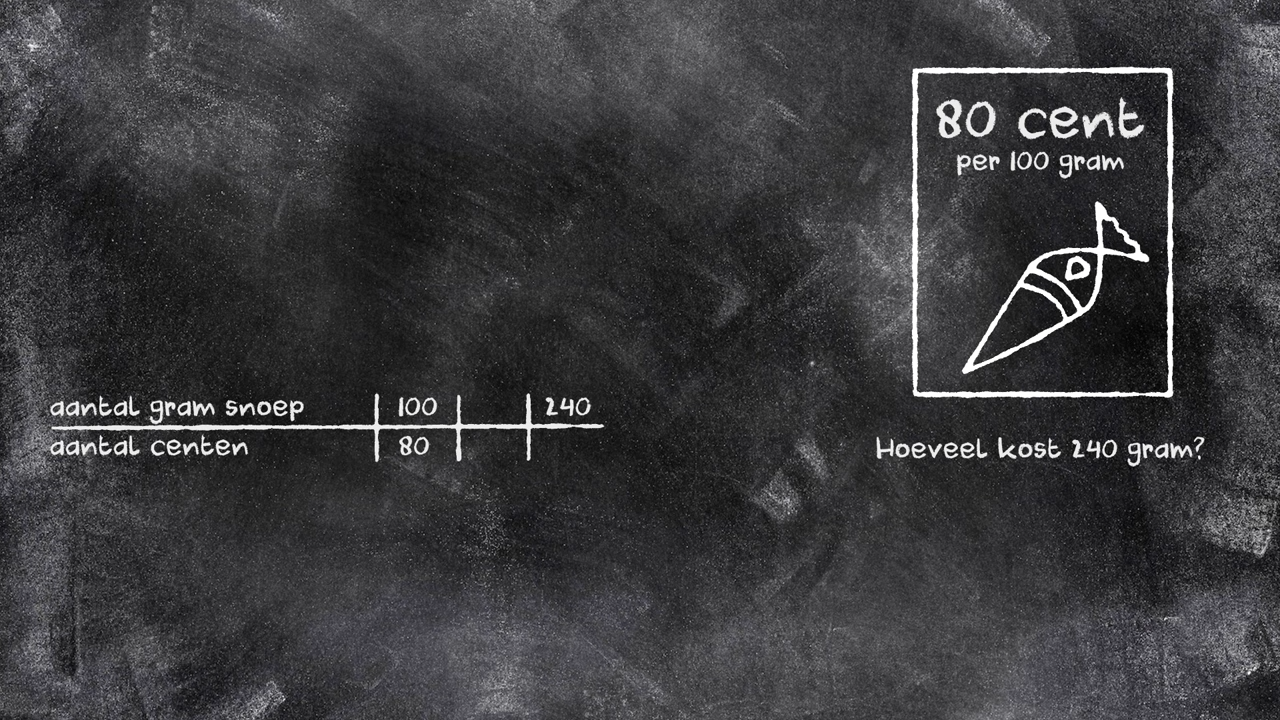 80 cent
per 100 gram
aantal gram snoep 100 240
aantal centen 80
Hoeveel kost 240 gram?